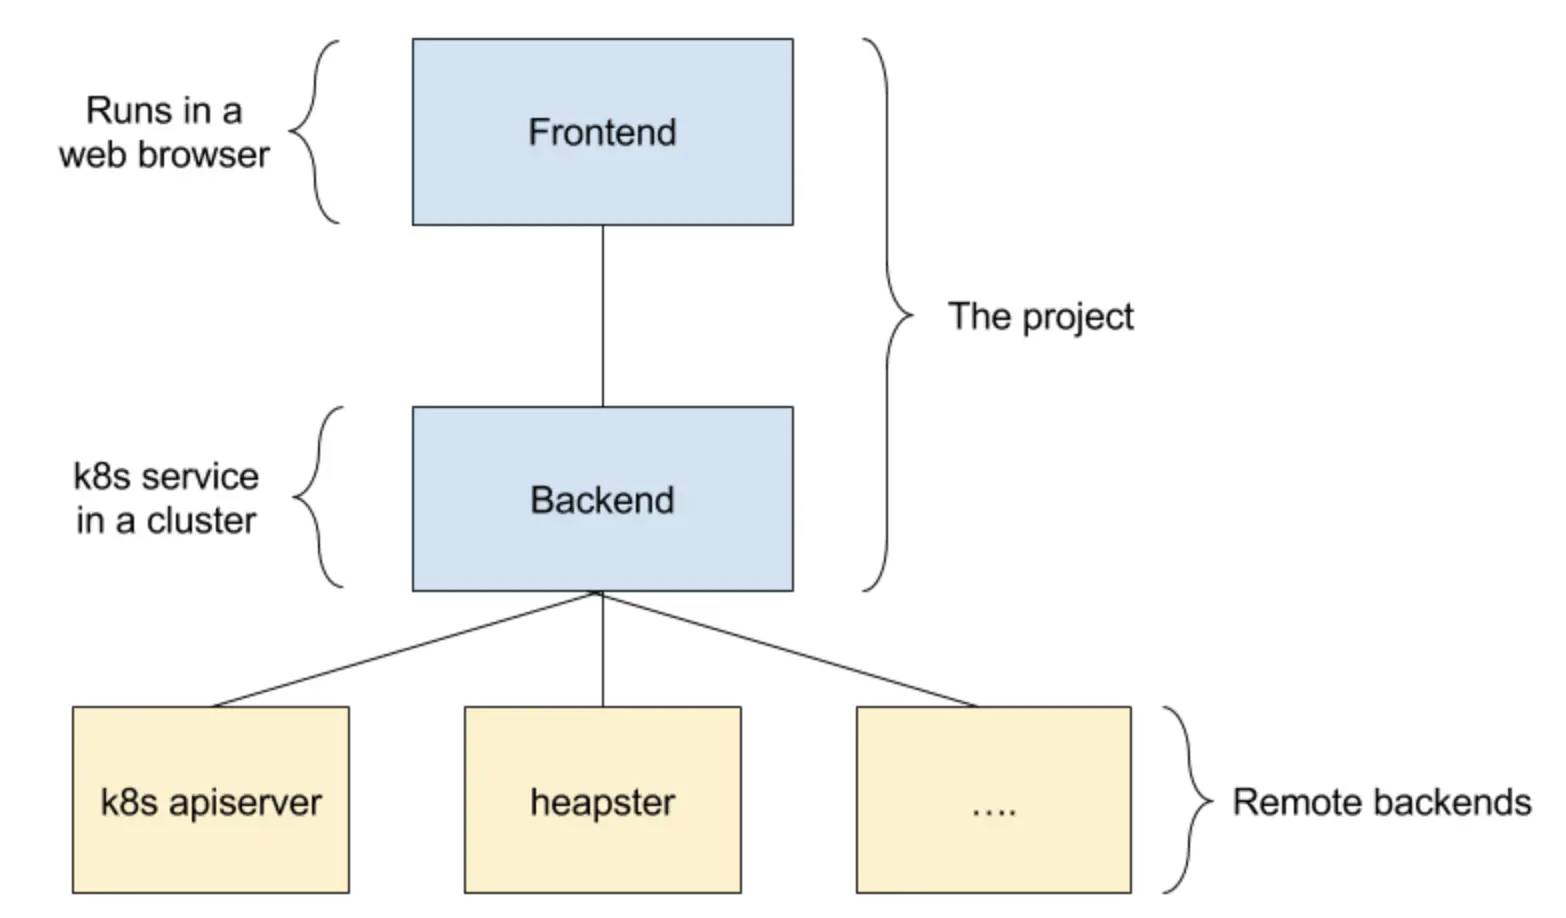 Runs in a
web browser
Frontend
The project
k8s service
in a cluster
Backend
k8s apiserver
heapster
....
Remote backends